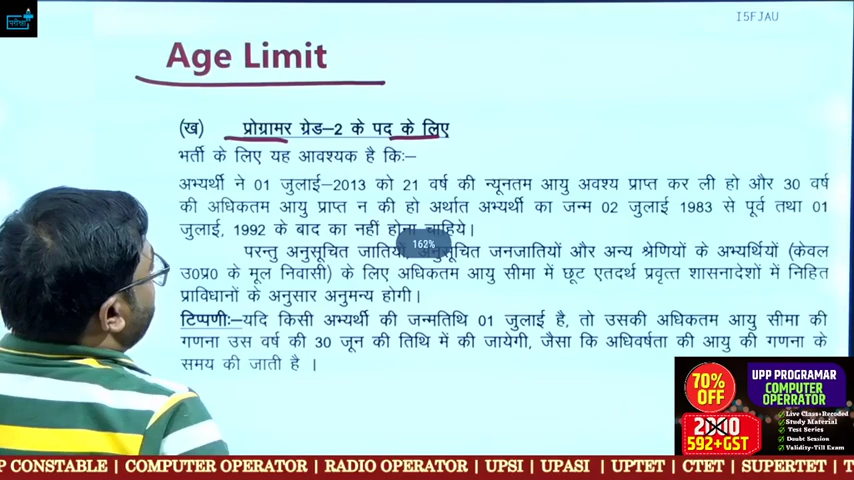 परीक्षा
I5FJAU
Age Limit
(ख) प्रोग्रामर ग्रेड–2 के पद के लिए
भर्ती के लिए यह आवश्यक है किः–
अभ्यर्थी ने 01 जुलाई–2013 को 21 वर्ष की न्यूनतम आयु अवश्य प्राप्त कर ली हो और 30 वर्ष
की अधिकतम आयु प्राप्त न की हो अर्थात अभ्यर्थी का जन्म 02 जुलाई 1983 से पूर्व तथा 01
जुलाई, 1992 के बाद का नहीं होना चाहिये।
162%
परन्तु अनुसूचित जातियों, अनुसूचित जनजातियों और अन्य श्रेणियों के अभ्यर्थियों (केवल
उ0प्र0 के मूल निवासी) के लिए अधिकतम आयु सीमा में छूट एतदर्थ प्रवृत्त शासनादेशों में निहित
प्राविधानों के अनुसार अनुमन्य होगी।
टिप्पणीः–यदि किसी अभ्यर्थी की जन्मतिथि 01 जुलाई है, तो उसकी अधिकतम आयु सीमा की
गणना उस वर्ष की 30 जून की तिथि में की जायेगी, जैसा कि अधिवर्षता की आयु की गणना के
समय की जाती है ।
70%
OFF
592+GST
UPP PROGRAMAR
COMPUTER
OPERRATOR
Live Class+Recoded
Study Material
Test Series
Doubt Session
Validity-Till Exam
P CONSTABLE | COMPUTER OPERATOR | RADIO OPERATOR | UPSI | UPASI | UPTET | CTET | SUPERTET | T